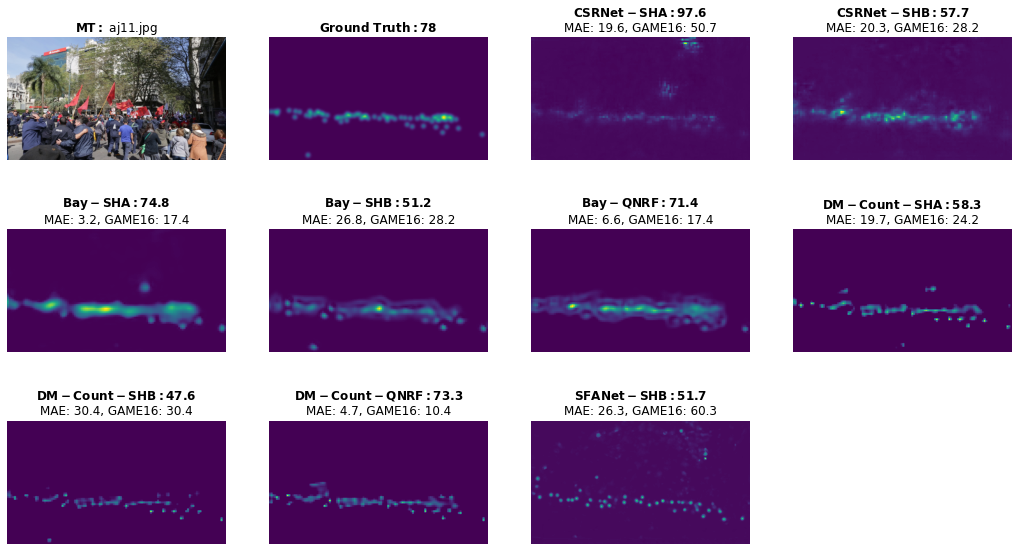 MT: aj11.jpg
Ground Truth: 78
CSRNet-SHA: 97.6
MAE: 19.6, GAME16: 50.7
CSRNet-SHB: 57.7
MAE: 20.3, GAME16: 28.2
Bay-SHA: 74.8
MAE: 3.2, GAME16: 17.4
Bay-SHB: 51.2
MAE: 26.8, GAME16: 28.2
Bay-QNRF: 71.4
MAE: 6.6, GAME16: 17.4
DM-Count-SHA: 58.3
MAE: 19.7, GAME16: 24.2
DM-Count-SHB: 47.6
MAE: 30.4, GAME16: 30.4
DM-Count-QNRF: 73.3
MAE: 4.7, GAME16: 10.4
SFANet-SHB: 51.7
MAE: 26.3, GAME16: 60.3